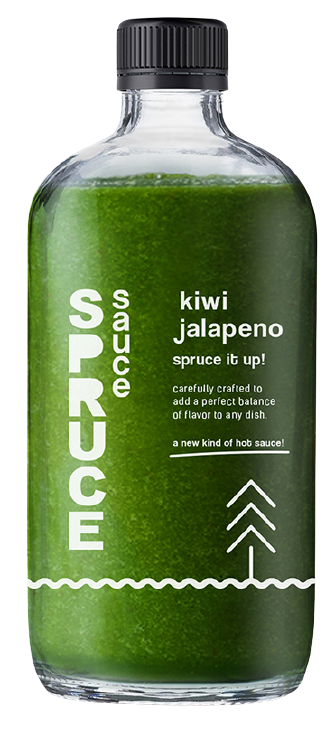 SPRUCE
sauce
kiwi
jalapeno
spruce it up!
carefully crafted to
add a perfect balance
of flavor to any dish.
a new kind of hot sauce!